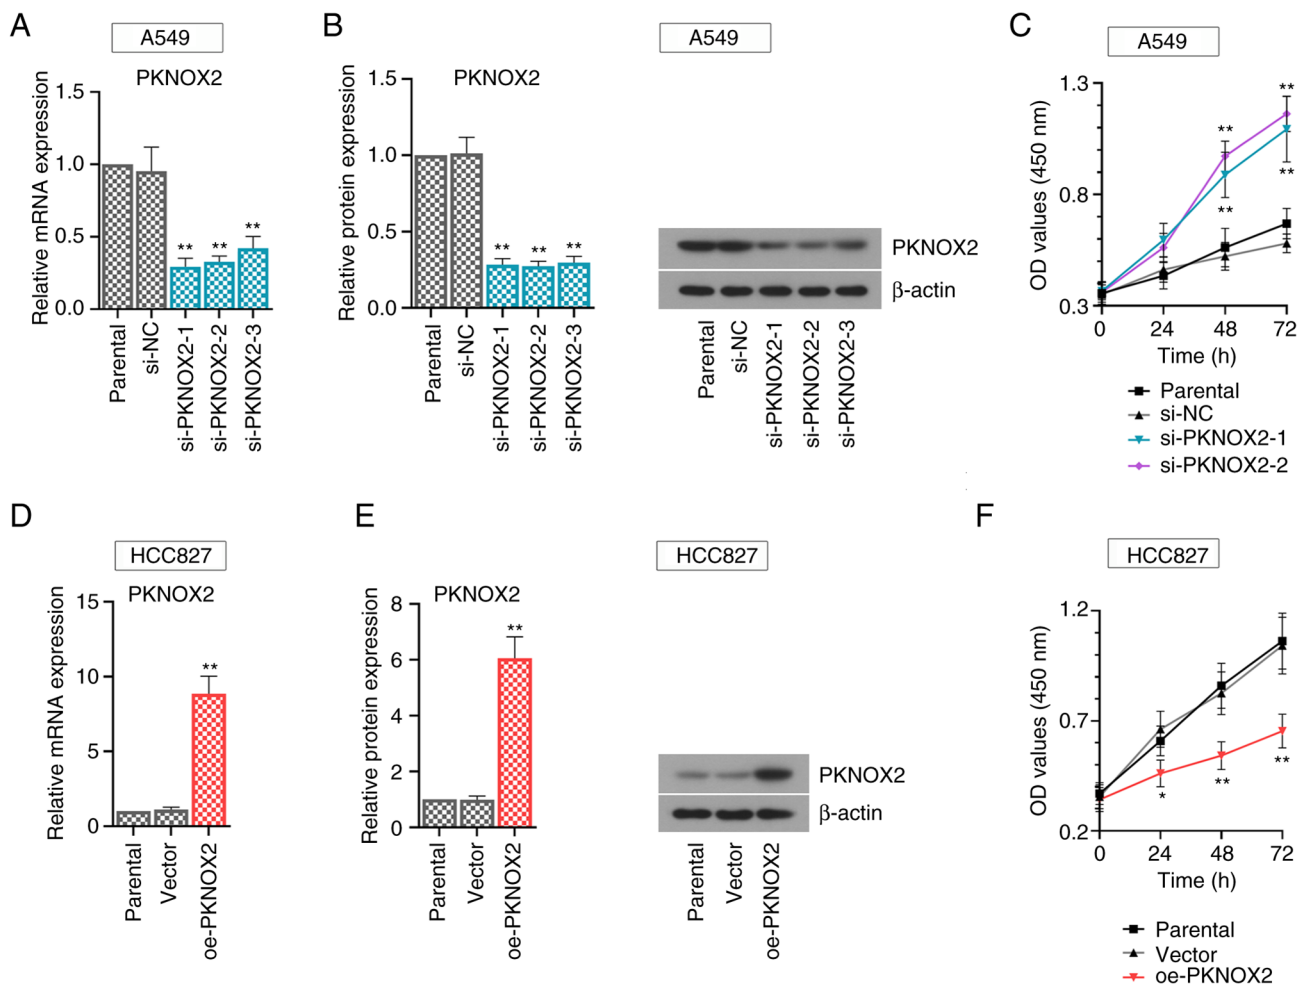 A
A549
PKNOX2
Relative mRNA expression
1.5
1.0
0.5
0.0
**
**
**
Parental
si-NC
si-PKNOX2-1
si-PKNOX2-2
si-PKNOX2-3
B
A549
PKNOX2
Relative protein expression
1.5
1.0
0.5
0.0
**
**
**
Parental
si-NC
si-PKNOX2-1
si-PKNOX2-2
si-PKNOX2-3
PKNOX2
β-actin
Parental
si-NC
si-PKNOX2-1
si-PKNOX2-2
si-PKNOX2-3
C
A549
OD values (450 nm)
1.3
0.8
0.3
**
**
**
**
0
24
48
72
Time (h)
Parental
si-NC
si-PKNOX2-1
si-PKNOX2-2
D
HCC827
PKNOX2
Relative mRNA expression
15
10
5
0
**
Parental
Vector
oe-PKNOX2
E
HCC827
PKNOX2
Relative protein expression
8
6
4
2
0
**
Parental
Vector
oe-PKNOX2
PKNOX2
β-actin
Parental
Vector
oe-PKNOX2
F
HCC827
OD values (450 nm)
1.2
0.7
0.2
*
**
**
0
24
48
72
Time (h)
Parental
Vector
oe-PKNOX2